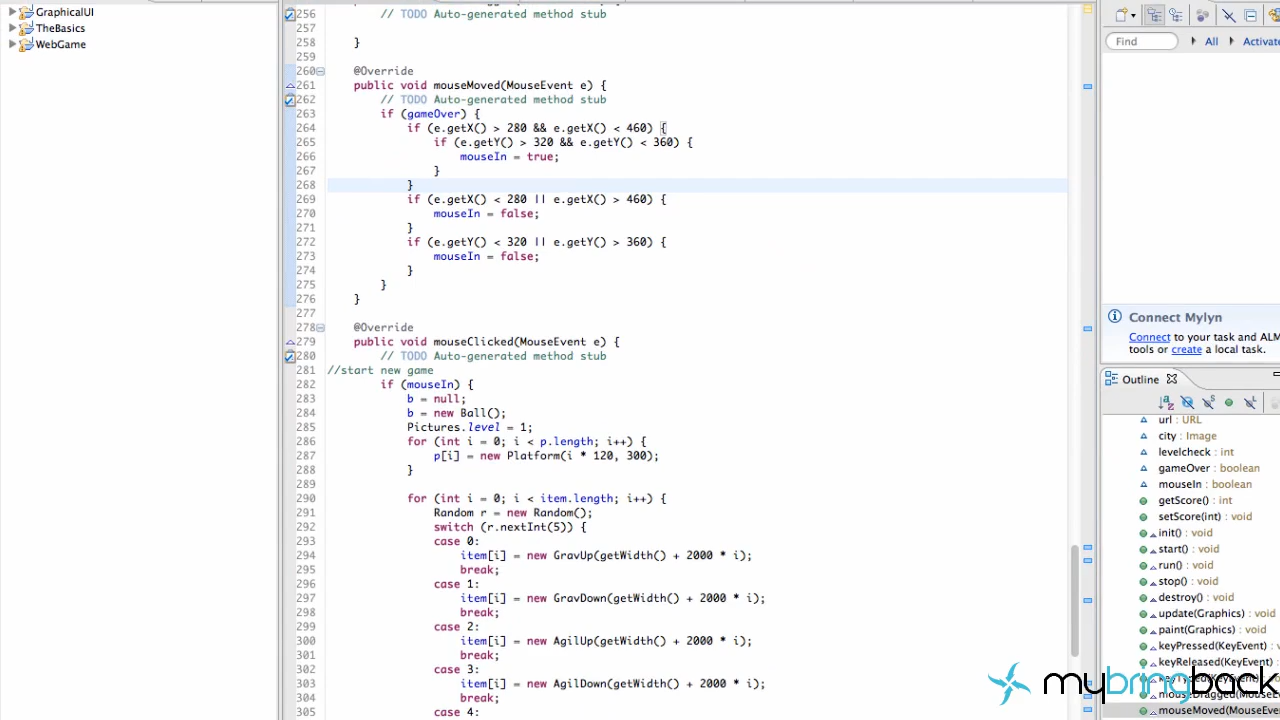 GraphicalUI
TheBasics
WebGame
256 // TODO Auto-generated method stub
257
258 }
259
260 @Override
261 public void mouseMoved(MouseEvent e) {
262 // TODO Auto-generated method stub
263 if (gameOver) {
264 if (e.getX() > 280 && e.getX() < 460) {
265 if (e.getY() > 320 && e.getY() < 360) {
266 mouseIn = true;
267 }
268 }
269 if (e.getX() < 280 || e.getX() > 460) {
270 mouseIn = false;
271 }
272 if (e.getY() < 320 || e.getY() > 360) {
273 mouseIn = false;
274 }
275 }
276 }
277
278 @Override
279 public void mouseClicked(MouseEvent e) {
280 // TODO Auto-generated method stub
281 //start new game
282 if (mouseIn) {
283 b = null;
284 b = new Ball();
285 Pictures.level = 1;
286 for (int i = 0; i < p.length; i++) {
287 p[i] = new Platform(i * 120, 300);
288 }
289
290 for (int i = 0; i < item.length; i++) {
291 Random r = new Random();
292 switch (r.nextInt(5)) {
293 case 0:
294 item[i] = new GravUp(getWidth() + 2000 * i);
295 break;
296 case 1:
297 item[i] = new GravDown(getWidth() + 2000 * i);
298 break;
299 case 2:
300 item[i] = new AgilUp(getWidth() + 2000 * i);
301 break;
302 case 3:
303 item[i] = new AgilDown(getWidth() + 2000 * i);
304 break;
305 case 4:
Find All Activate
Connect Mylyn
Connect to your task and ALM
tools or create a local task.
Outline
url : URL
city : Image
levelcheck : int
gameOver : boolean
mouseIn : boolean
getScore() : int
setScore(int) : void
init() : void
start() : void
run() : void
stop() : void
destroy() : void
update(Graphics) : void
paint(Graphics) : void
keyPressed(KeyEvent) :
keyReleased(KeyEvent) :
mouseMoved(MouseEve
mybringback